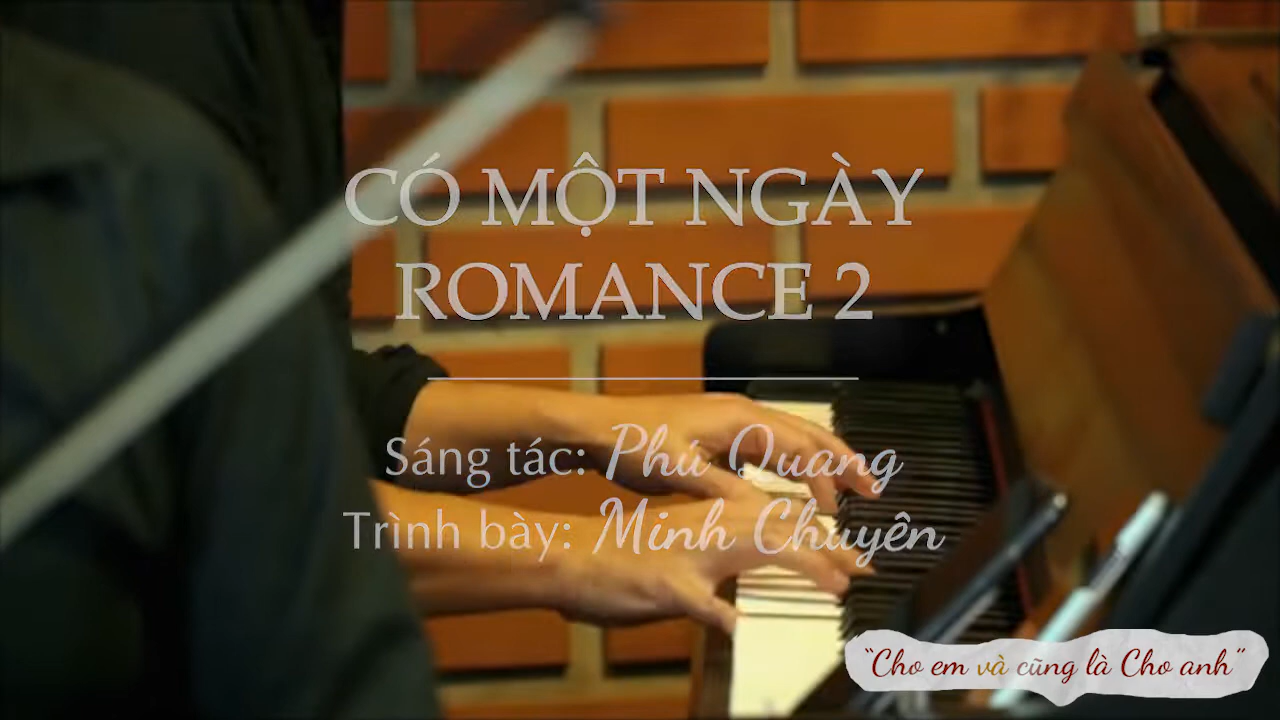 CÓ MỘT NGÀY
ROMANCE 2
Sáng tác: Phú Quang
Trình bày: Minh Chuyên
“Cho em và cũng là Cho anh”